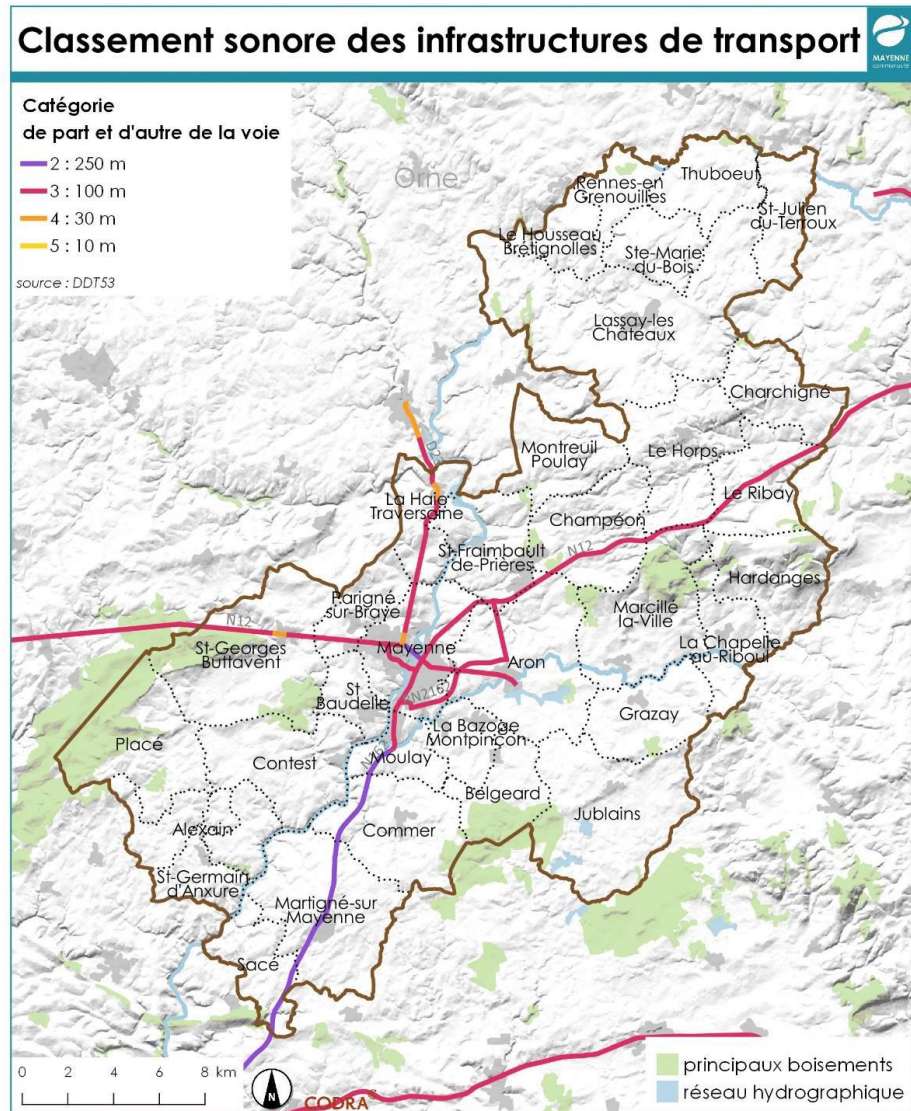 Classement sonore des infrastructures de transport
MAYENNE
communauté
Catégorie
de part et d'autre de la voie
2 : 250 m
3 : 100 m
4 : 30 m
5 : 10 m
source : DDT53
Orne
Thuboeuf
Rennes-en
Grenouilles
St-Julien
du-Terroux
Le Housseau
Brétignolles
Ste-Marie
du-Bois
Lassay-les
Châteaux
Charchigné
Montreuil
Poulay
Le Horps
La Haie
Traversaine
Le Ribay
Champéon
St-Fraimbault
de-Prières
N12
Hardanges
Parigné
sur-Braye
Marcillé
la-Ville
N12
St-Georges
Buttavent
Mayenne
Aron
La Chapelle
au-Riboul
St
Baudelle
Grazay
La Bazoge
Montpinçon
Placé
Contest
Moulay
Belgeard
Jublains
Alexain
Commer
St-Germain
d'Anxure
Martigné-sur
Mayenne
Sacé
0 2 4 6 8 km
N
CODRA
principaux boisements
réseau hydrographique